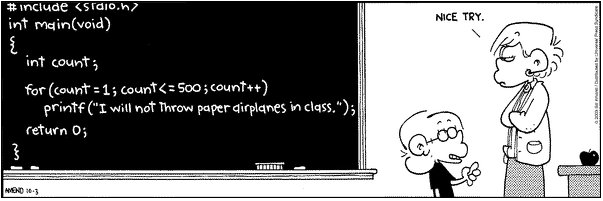 #include <stdio.h>
int main(void)
{
int count;
for (count = 1; count <= 500; count++)
printf("I will not throw paper airplanes in class.");
return 0;
}
NICE TRY.
AMEND 10-3